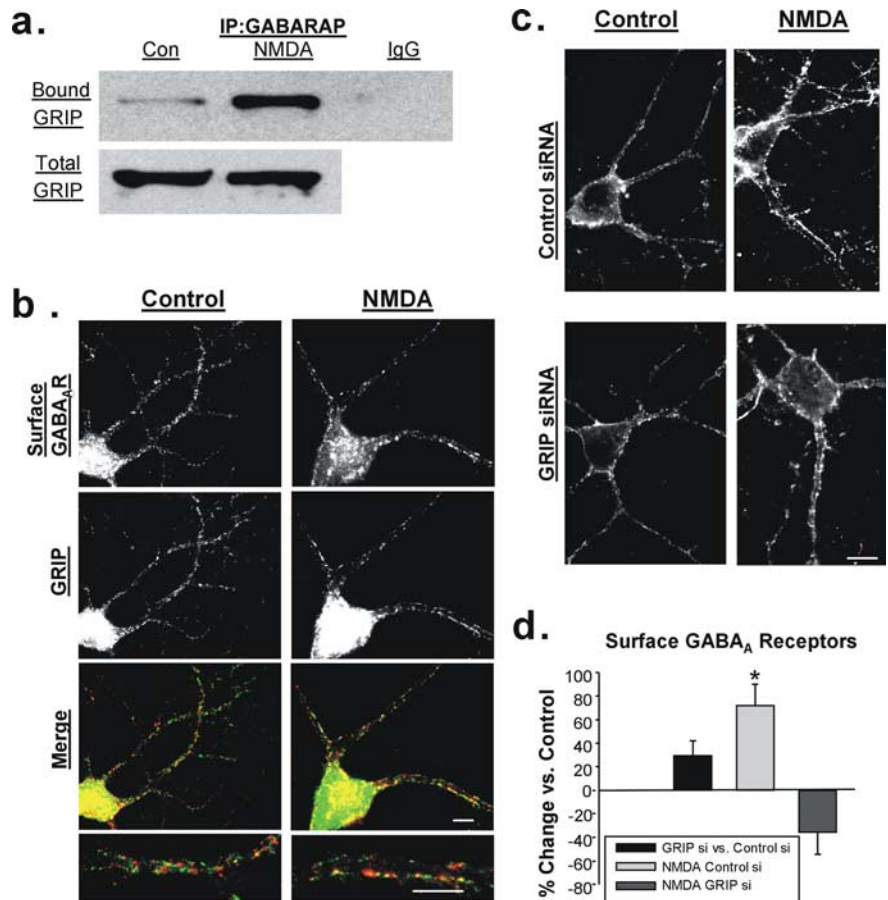 a.
IP:GABARAP
Con NMDA IgG
Bound
GRIP
Total
GRIP
b .
Control NMDA
Surface
GABAAR
GRIP
Merge
c.
Control NMDA
Control siRNA
GRIP siRNA
d.
Surface GABAA Receptors
% Change vs. Control
100
80
60
40
20
0
-20
-40
-60
-80
*
GRIP si vs. Control si
NMDA Control si
NMDA GRIP si